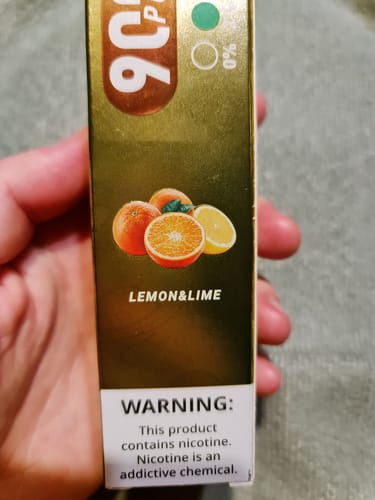 0%
LEMON&LIME
WARNING:
This product
contains nicotine.
Nicotine is an
addictive chemical.